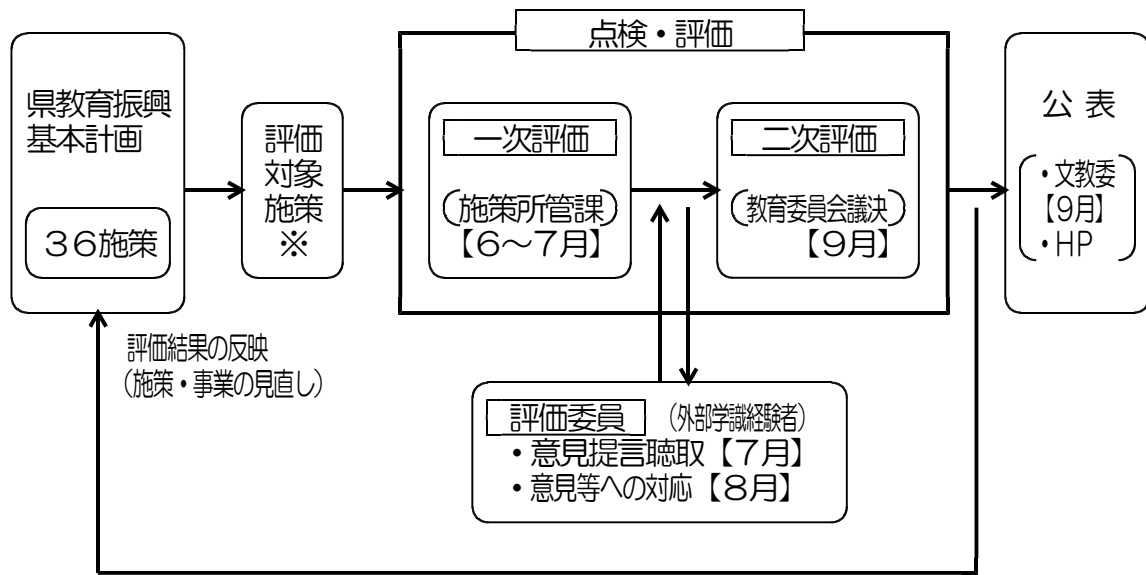 点検・評価
県教育振興
基本計画
36施策
評価
対象
施策
※
一次評価
(施策所管課)
【6～7月】
二次評価
(教育委員会議決)
【9月】
公表
・文教委
【9月】
・HP
評価結果の反映
(施策・事業の見直し)
評価委員 (外部学識経験者)
・意見提言聴取【7月】
・意見等への対応【8月】